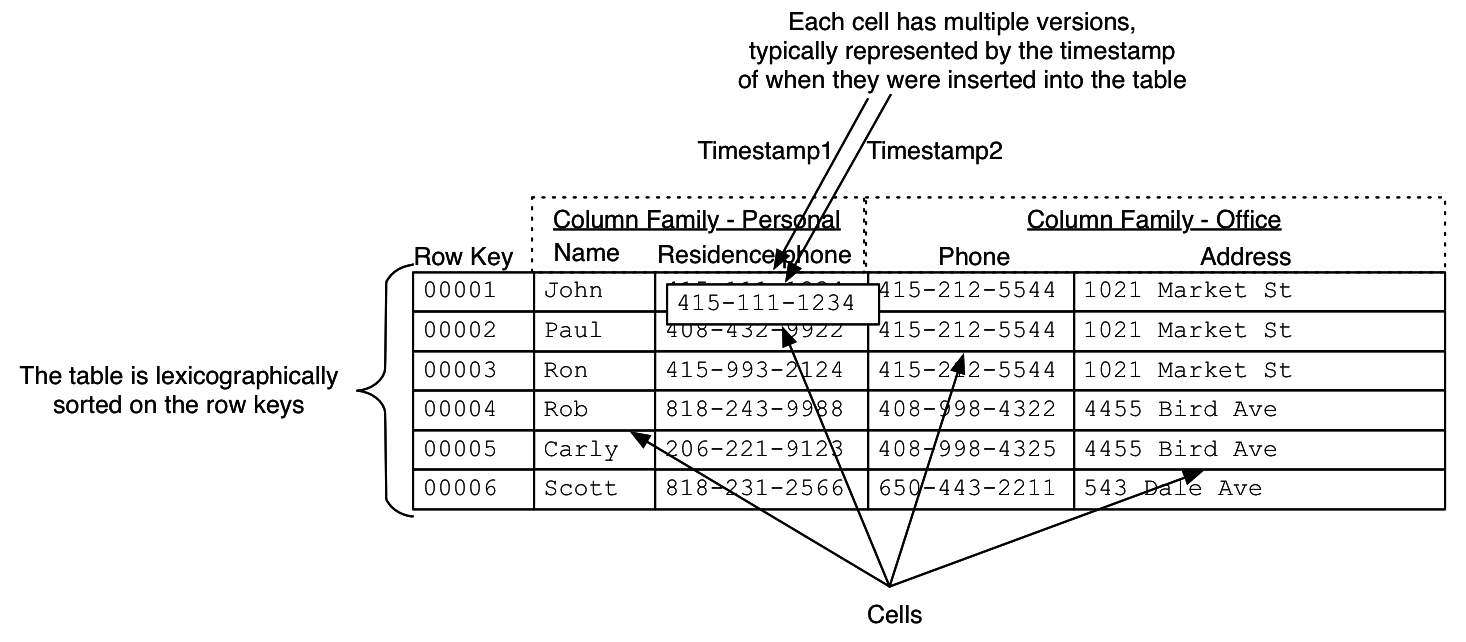 Each cell has multiple versions,
typically represented by the timestamp
of when they were inserted into the table
Timestamp1 Timestamp2
Column Family - Personal Column Family - Office
Row Key Name Residence phone Phone Address
00001 John 415-111-1234 415-212-5544 1021 Market St
00002 Paul 408-432-9922 415-212-5544 1021 Market St
00003 Ron 415-993-2124 415-212-5544 1021 Market St
00004 Rob 818-243-9988 408-998-4322 4455 Bird Ave
00005 Carly 206-221-9123 408-998-4325 4455 Bird Ave
00006 Scott 818-231-2566 650-443-2211 543 Dale Ave
The table is lexicographically
sorted on the row keys
Cells